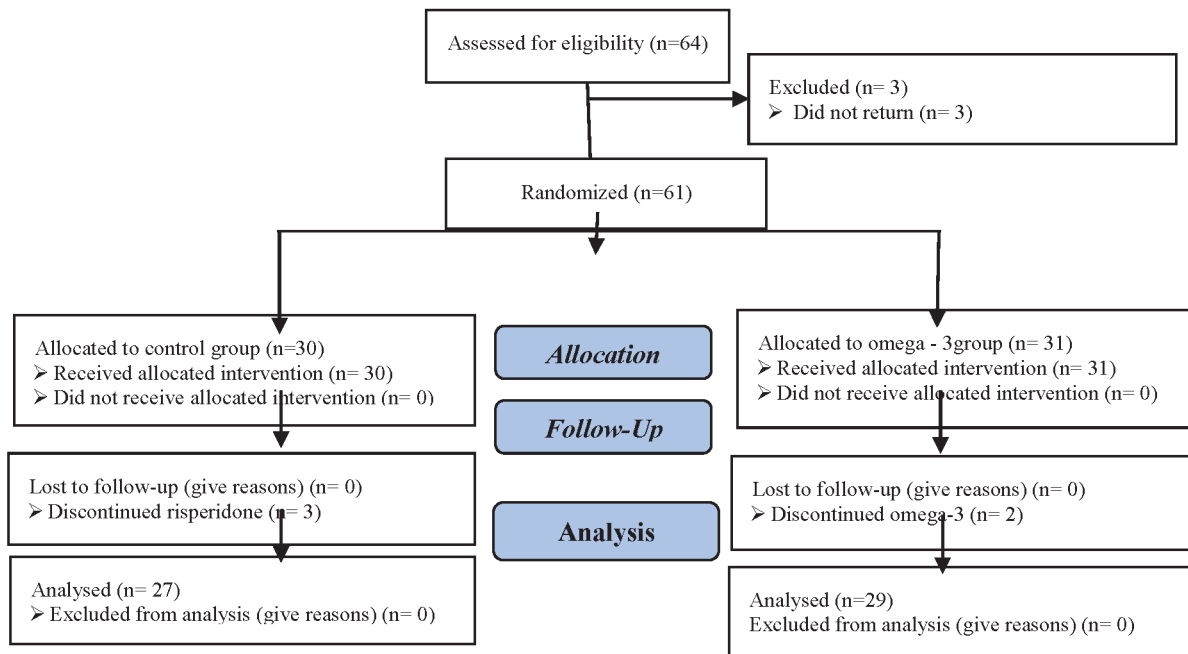 Assessed for eligibility (n=64)
Excluded (n= 3)
➢ Did not return (n= 3)
Randomized (n=61)
Allocated to control group (n=30)
➢ Received allocated intervention (n= 30)
➢ Did not receive allocated intervention (n= 0)
Allocation
Allocated to omega - 3group (n= 31)
➢ Received allocated intervention (n= 31)
➢ Did not receive allocated intervention (n= 0)
Follow-Up
Lost to follow-up (give reasons) (n= 0)
➢ Discontinued risperidone (n= 3)
Lost to follow-up (give reasons) (n= 0)
➢ Discontinued omega-3 (n= 2)
Analysis
Analysed (n= 27)
➢ Excluded from analysis (give reasons) (n= 0)
Analysed (n=29)
Excluded from analysis (give reasons) (n= 0)